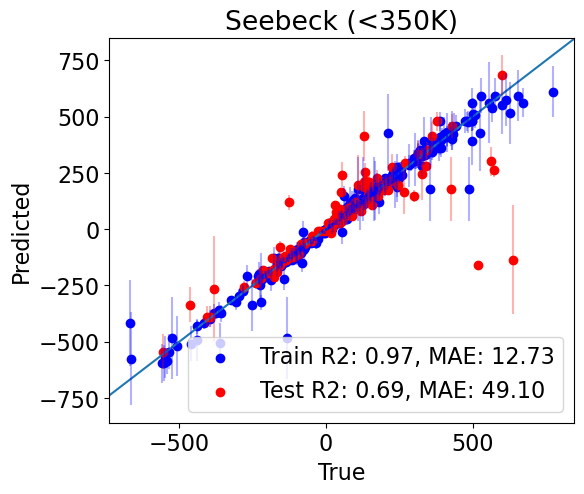 Seebeck (<350K)
Predicted
750
500
250
0
−250
−500
−750
Train R2: 0.97, MAE: 12.73
Test R2: 0.69, MAE: 49.10
−500
0
500
True